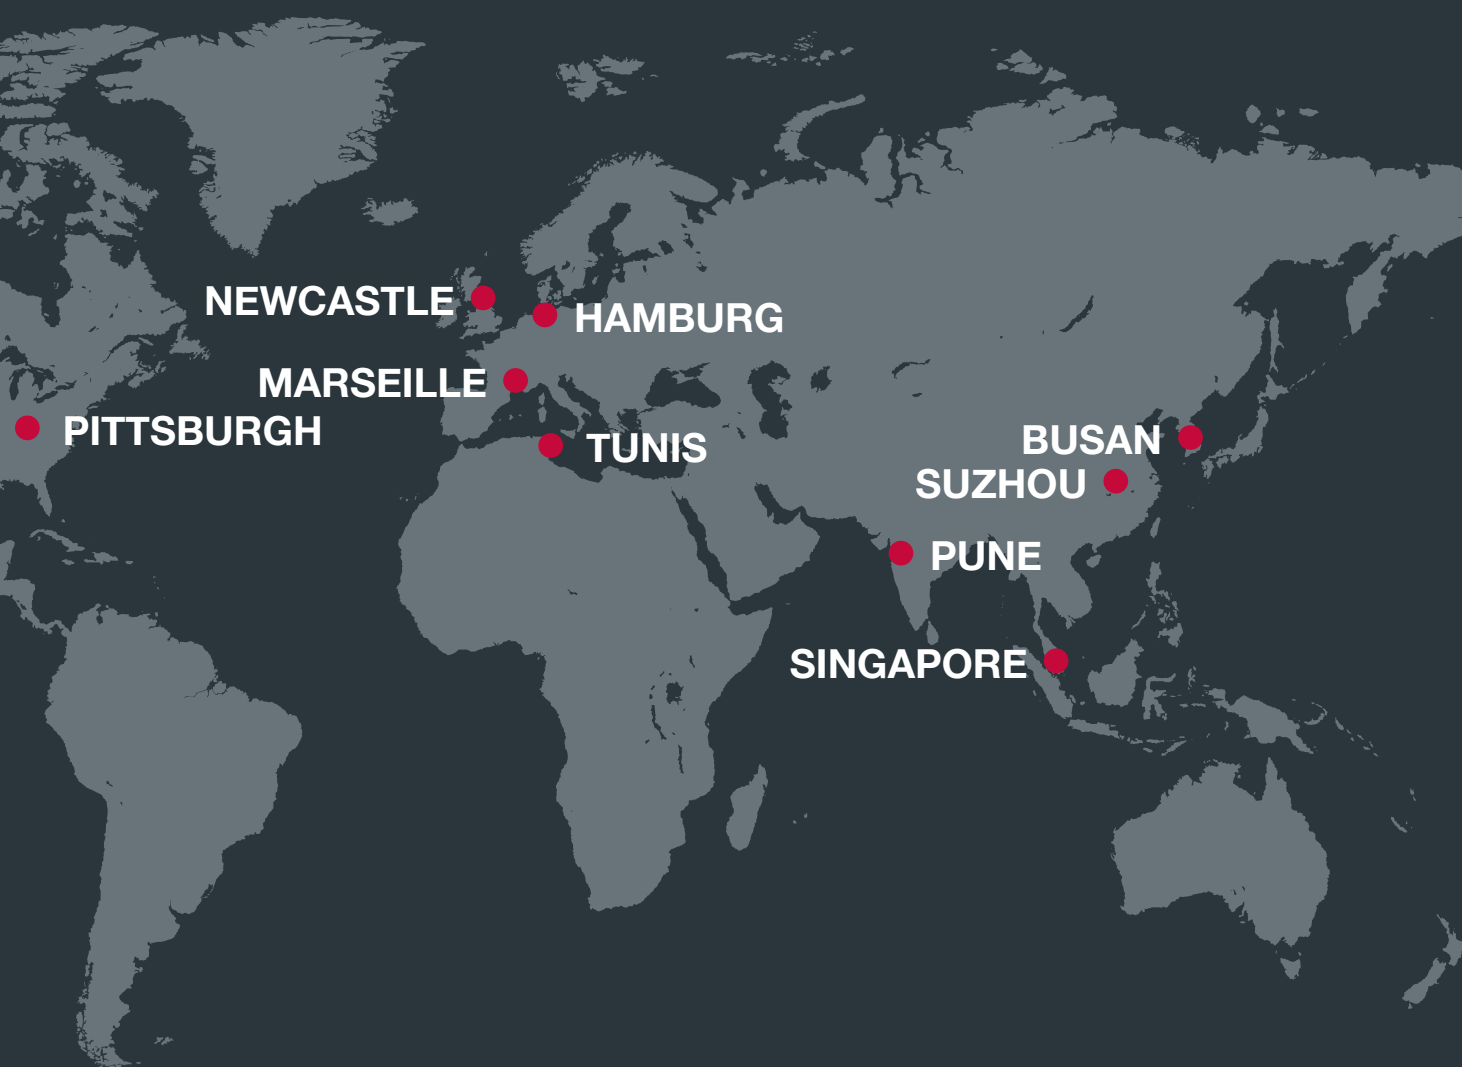 NEWCASTLE
HAMBURG
MARSEILLE
PITTSBURGH
TUNIS
BUSAN
SUZHOU
PUNE
SINGAPORE